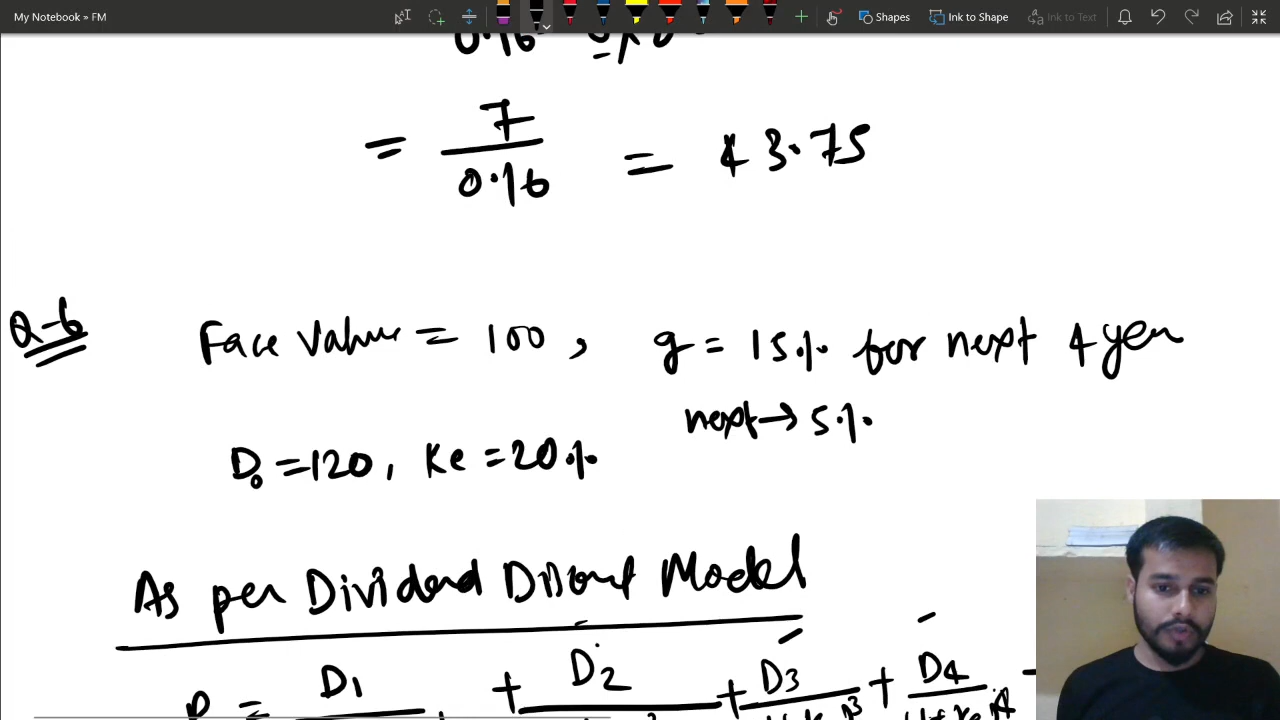 My Notebook » FM
Shapes Ink to Shape Ink to Text
0.16
= 7 / 0.16 = 43.75
Q-6 Face Value = 100, g = 15% for next 4 year
next → 5%
D₀ = 120, Ke = 20%
As per Dividend Model
P = D1 + D2 + D3 + D4